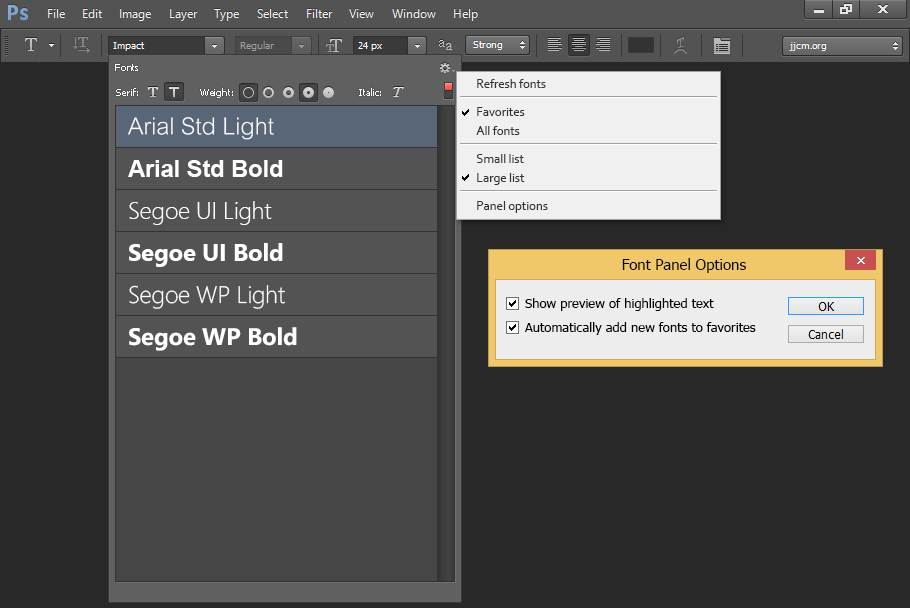 Ps File Edit Image Layer Type Select Filter View Window Help
T T Impact Regular TT 24 px aa Strong jjcm.org
Fonts
Serif: T T Weight: Italic: T
Arial Std Light
Arial Std Bold
Segoe UI Light
Segoe UI Bold
Segoe WP Light
Segoe WP Bold
Refresh fonts
Favorites
All fonts
Small list
Large list
Panel options
Font Panel Options
Show preview of highlighted text
Automatically add new fonts to favorites
OK
Cancel